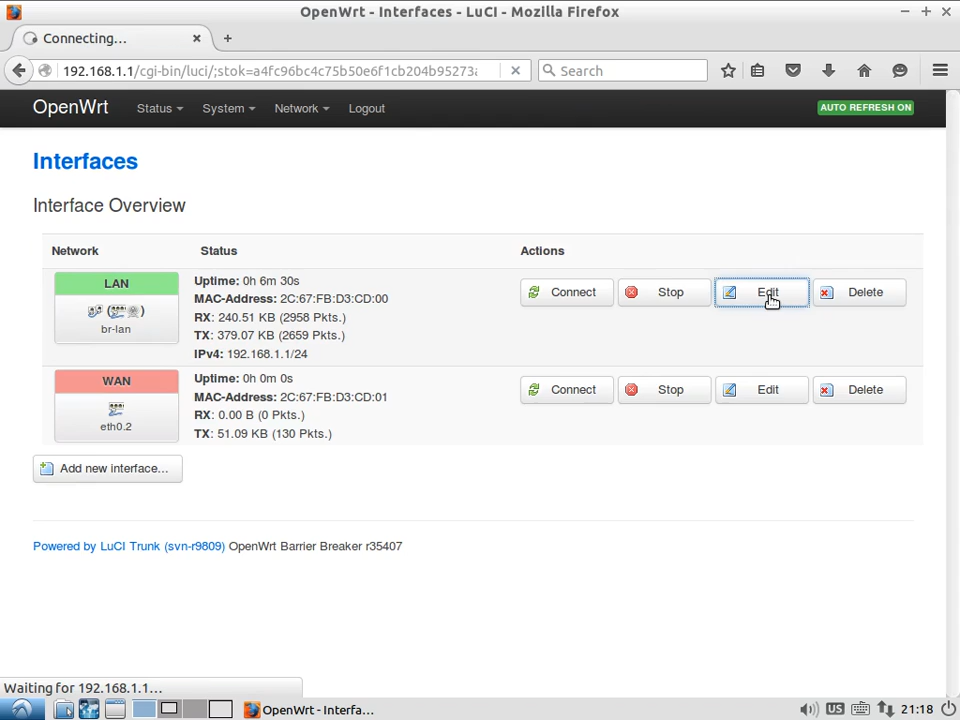 OpenWrt - Interfaces - LuCI - Mozilla Firefox
Connecting...
192.168.1.1/cgi-bin/luci/;stok=a4fc96bc4c75b50e6f1cb204b95273a
Search
OpenWrt Status System Network Logout AUTO REFRESH ON
Interfaces
Interface Overview
Network Status Actions
LAN
br-lan
Uptime: 0h 6m 30s
MAC-Address: 2C:67:FB:D3:CD:00
RX: 240.51 KB (2958 Pkts.)
TX: 379.07 KB (2659 Pkts.)
IPv4: 192.168.1.1/24
Connect Stop Edit Delete
WAN
eth0.2
Uptime: 0h 0m 0s
MAC-Address: 2C:67:FB:D3:CD:01
RX: 0.00 B (0 Pkts.)
TX: 51.09 KB (130 Pkts.)
Connect Stop Edit Delete
Add new interface...
Powered by LuCI Trunk (svn-r9809) OpenWrt Barrier Breaker r35407
Waiting for 192.168.1.1...
OpenWrt - Interfa... US 21:18